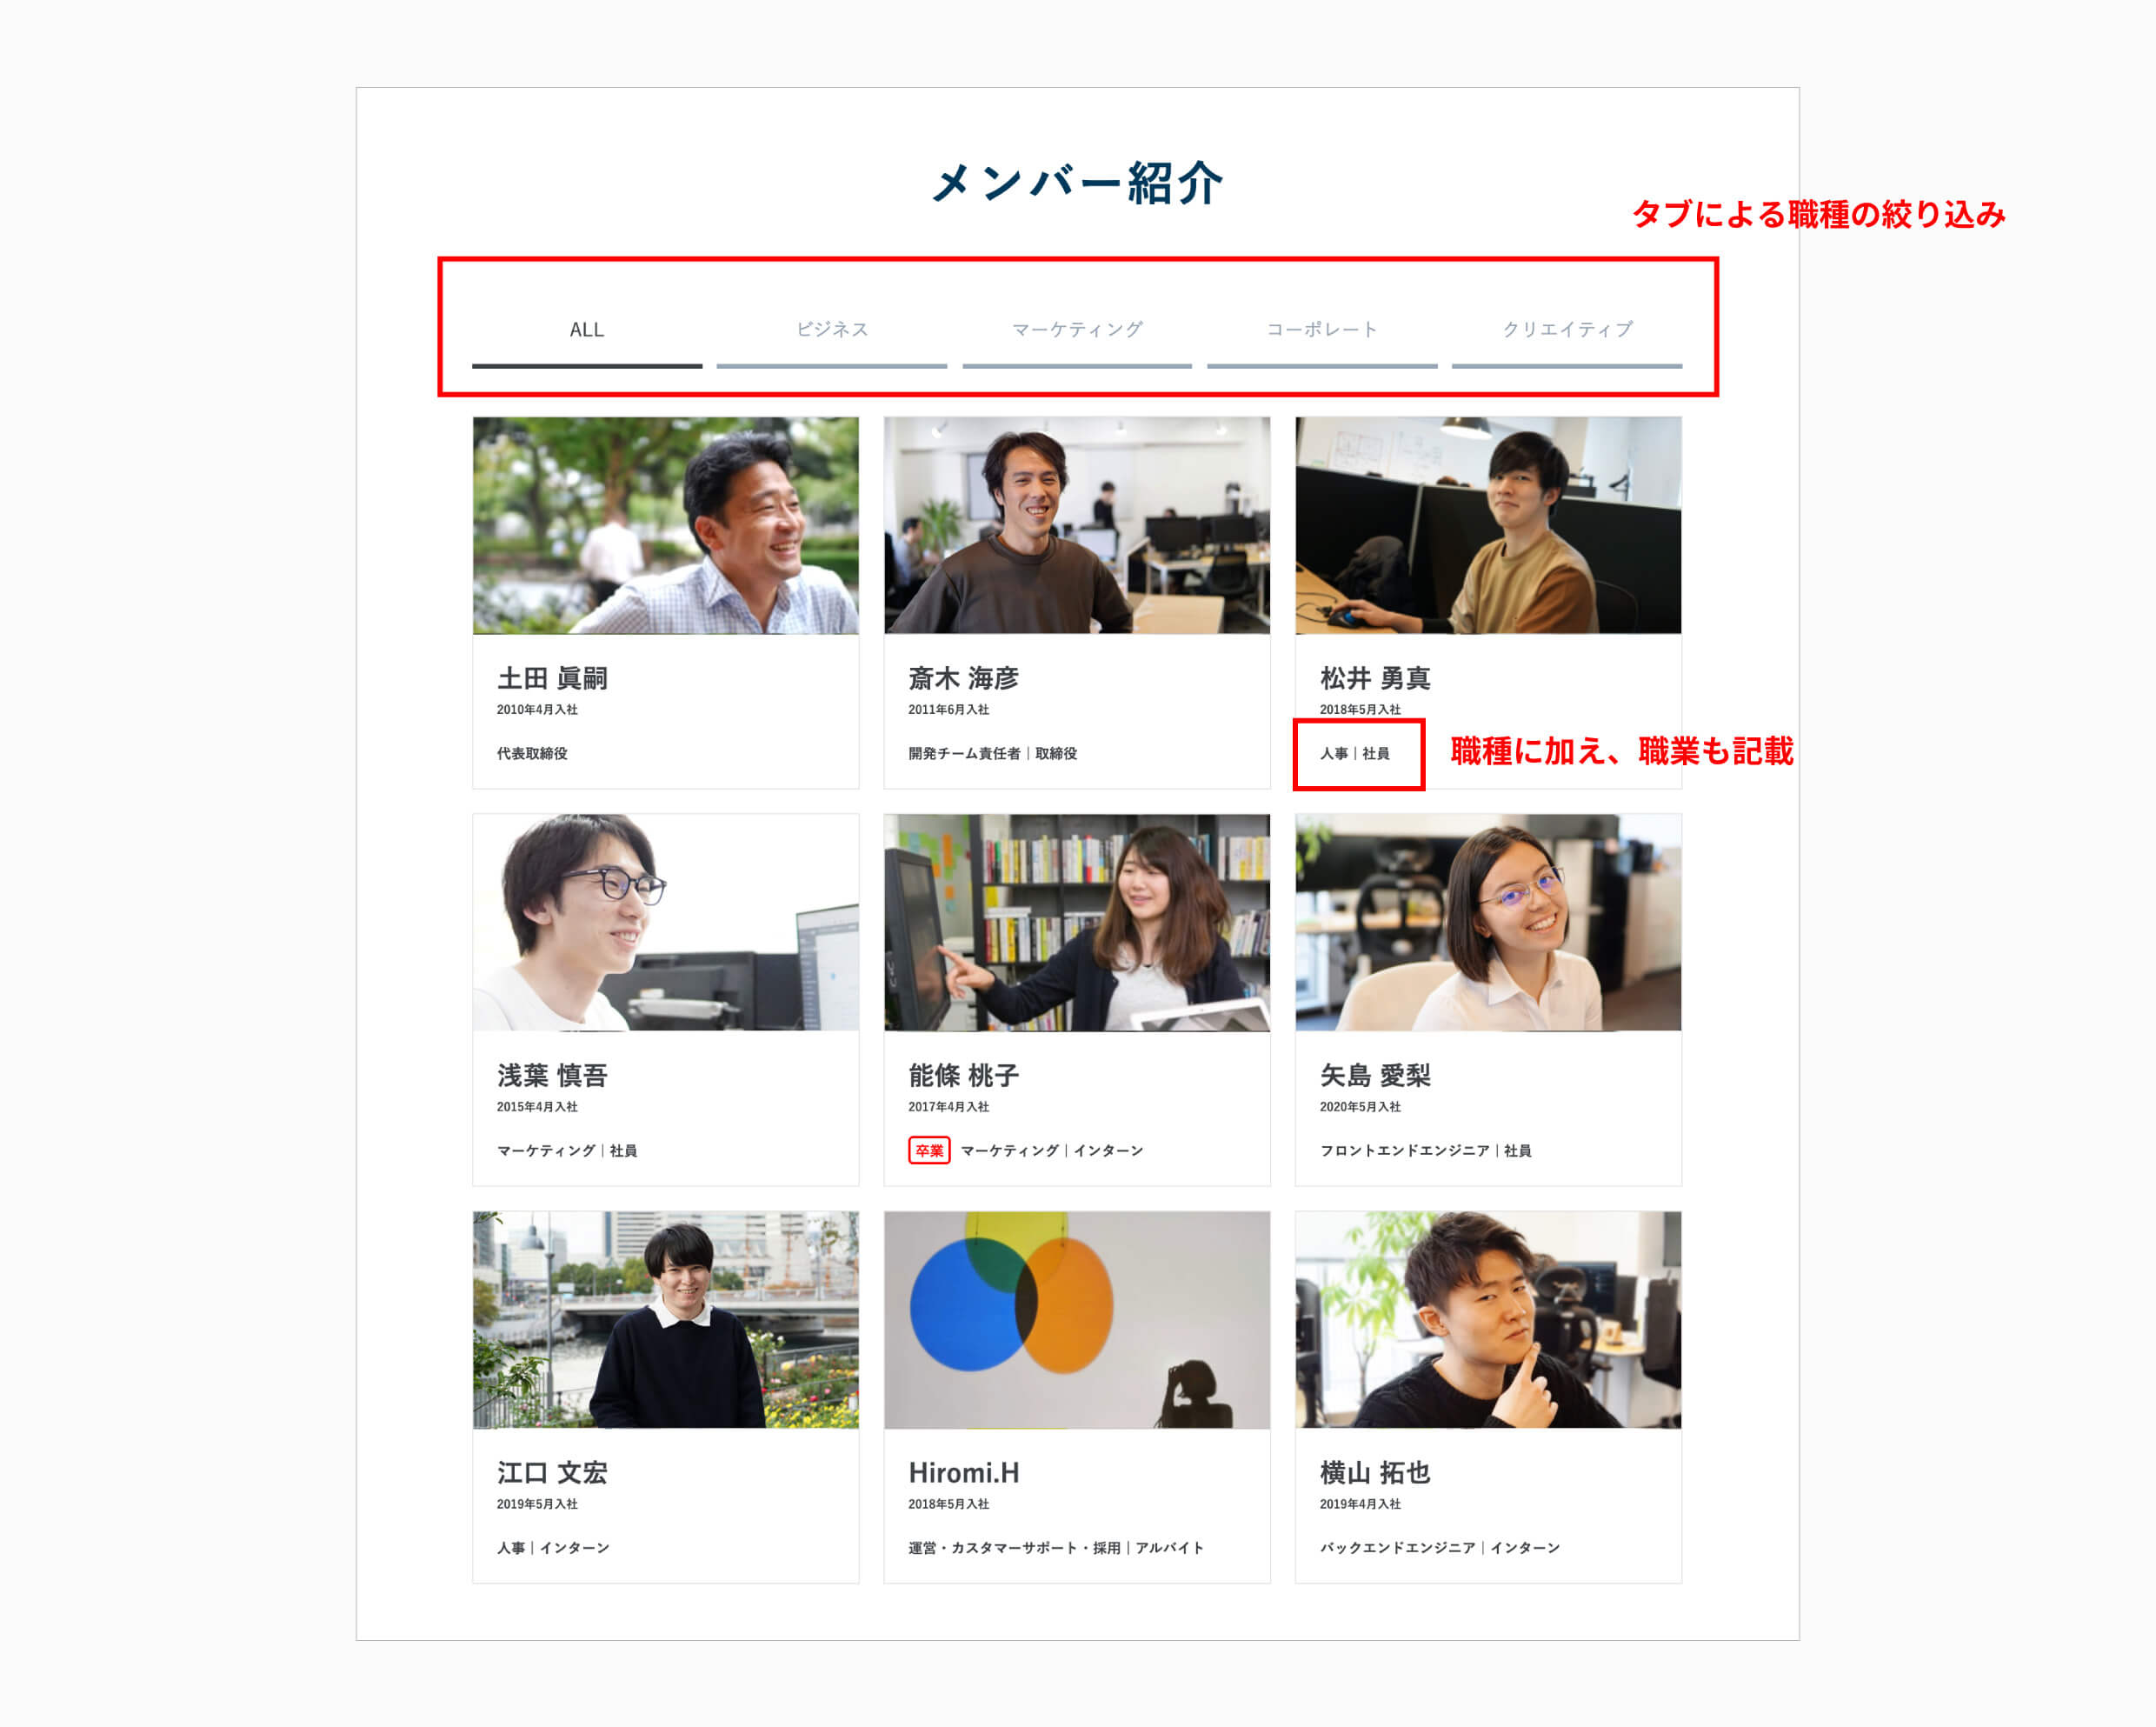 メンバー紹介
タブによる職種の絞り込み
ALL
ビジネス
マーケティング
コーポレート
クリエイティブ
土田 眞嗣
2010年4月入社
代表取締役
斎木 海彦
2011年6月入社
開発チーム責任者｜取締役
松井 勇真
2018年5月入社
人事｜社員
職種に加え、職業も記載
浅葉 慎吾
2015年4月入社
マーケティング｜社員
能條 桃子
2017年4月入社
卒業 マーケティング｜インターン
矢島 愛梨
2020年5月入社
フロントエンドエンジニア｜社員
江口 文宏
2019年5月入社
人事｜インターン
Hiromi.H
2018年5月入社
運営・カスタマーサポート・採用｜アルバイト
横山 拓也
2019年4月入社
バックエンドエンジニア｜インターン